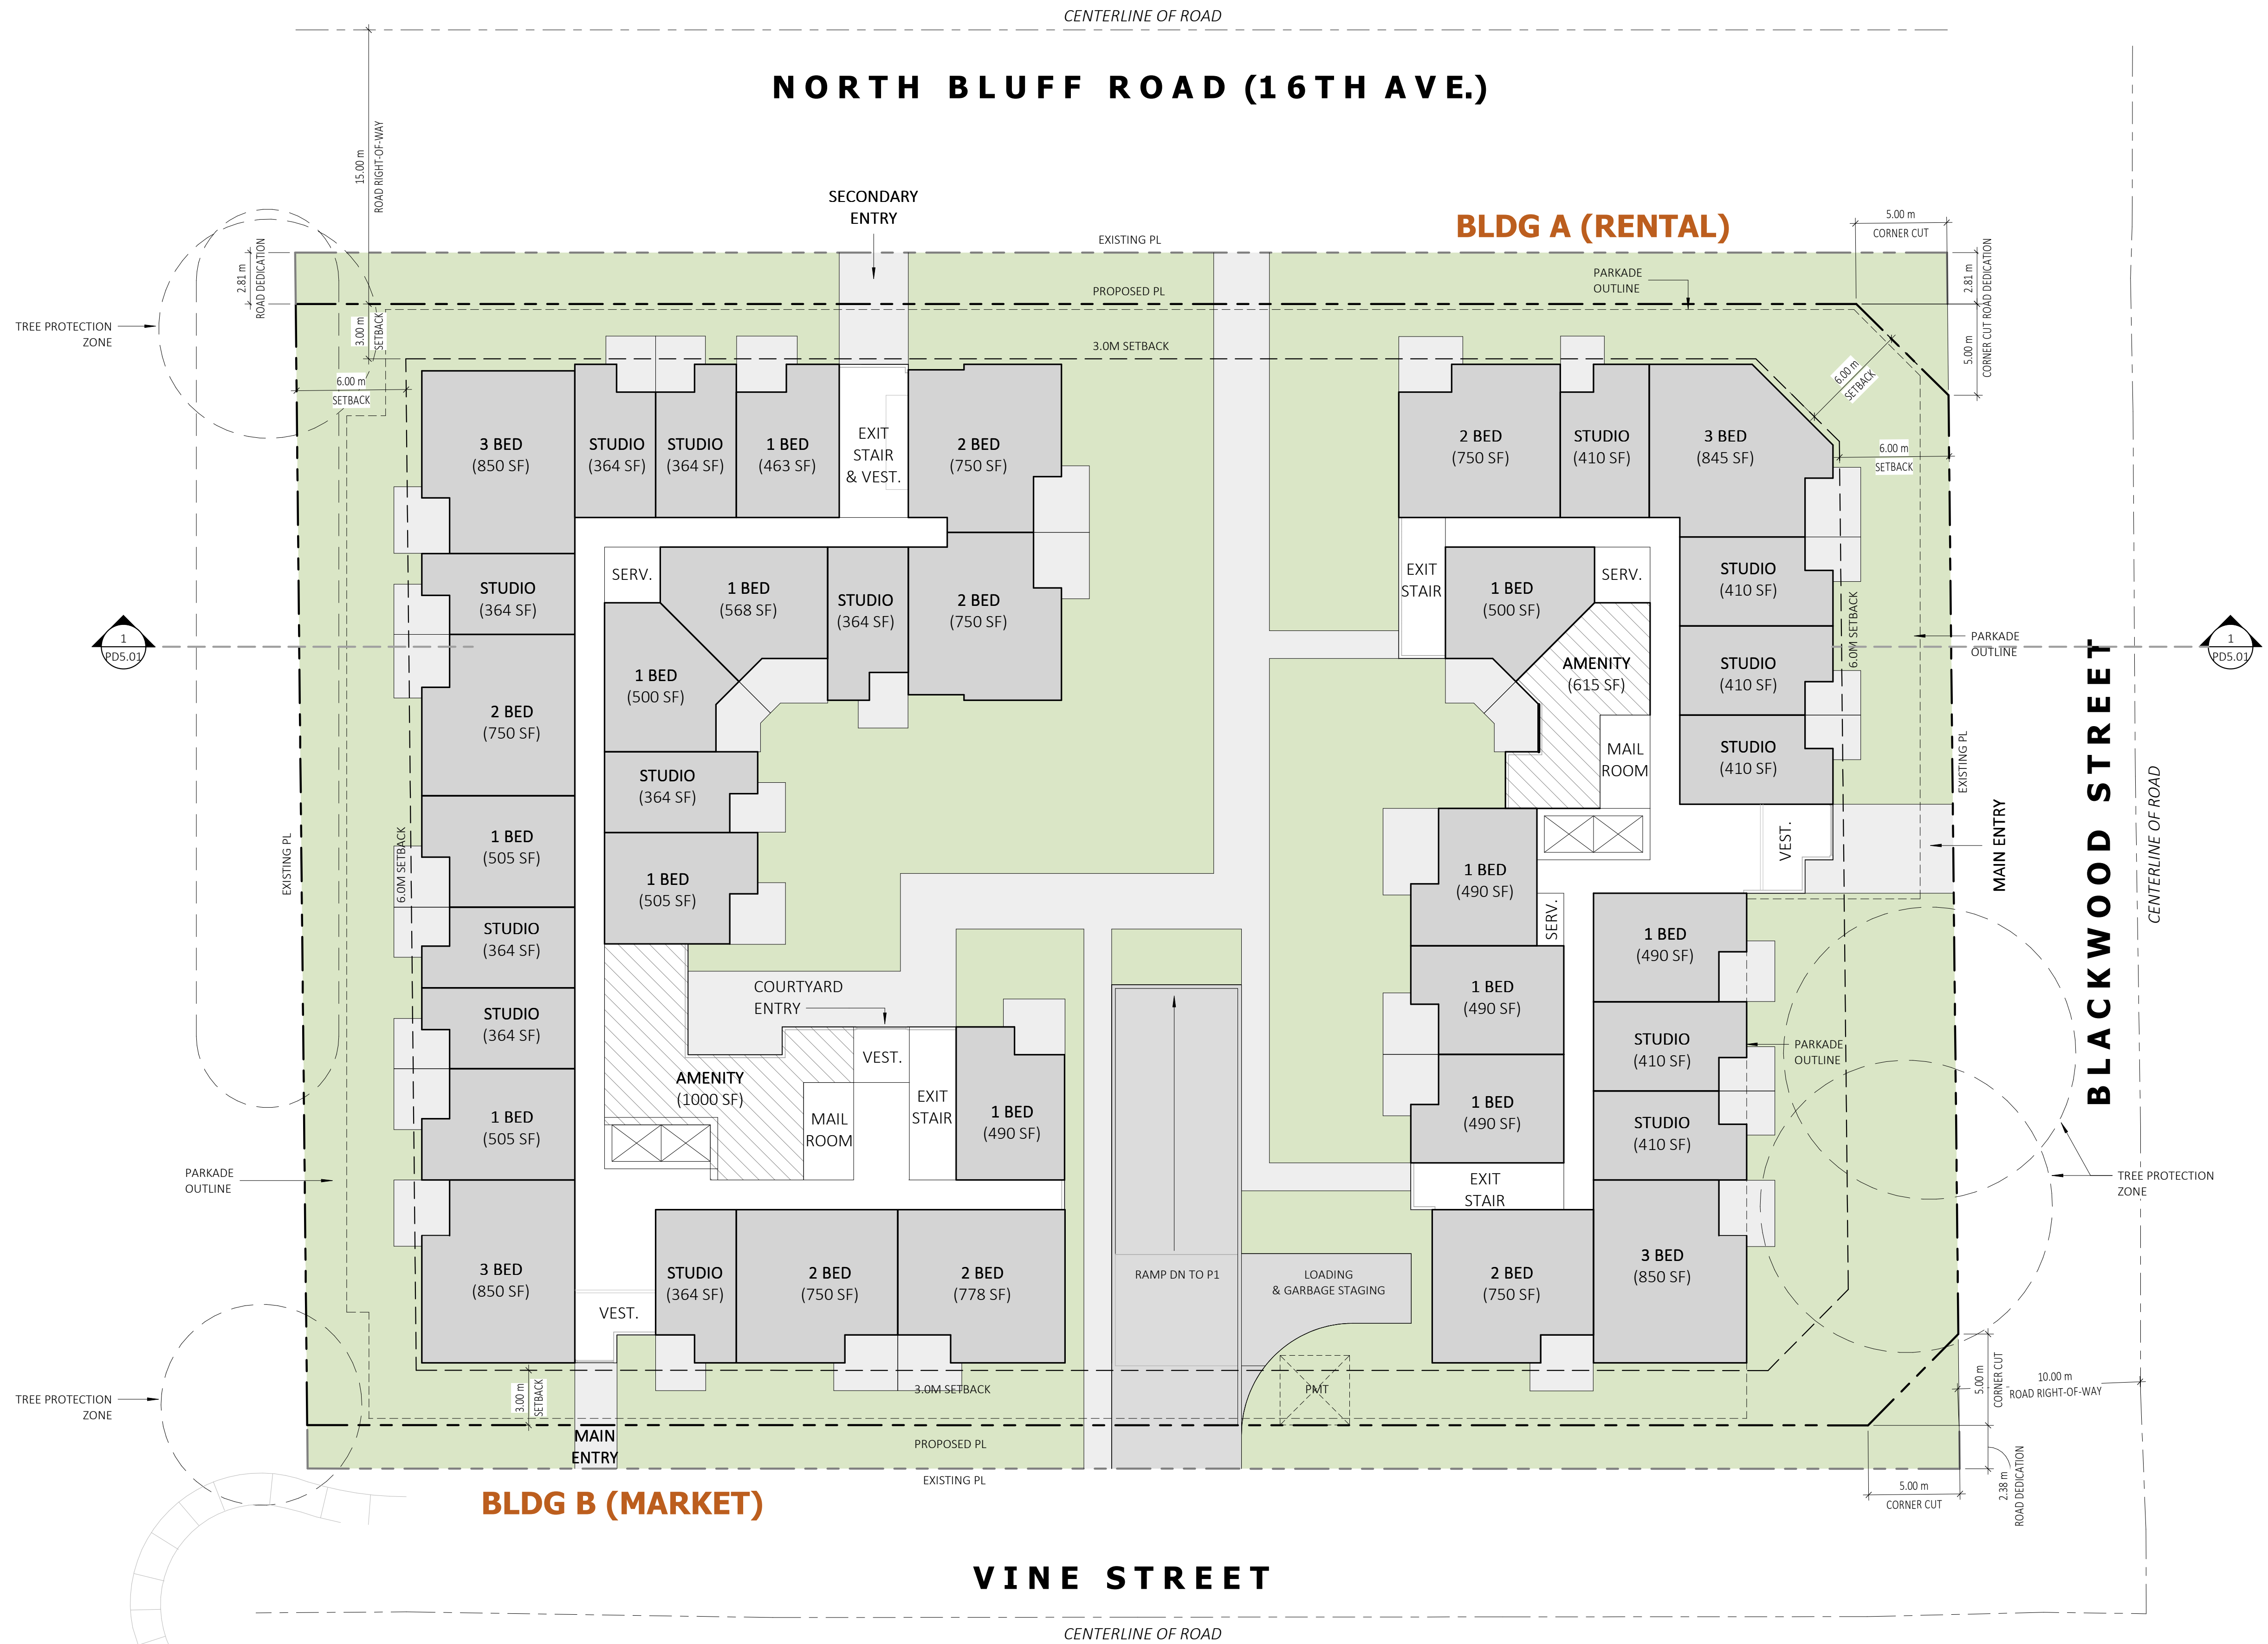 CENTERLINE OF ROAD
NORTH BLUFF ROAD (16TH AVE.)
15.00 m
ROAD RIGHT-OF-WAY
SECONDARY
ENTRY
BLDG A (RENTAL)
5.00 m
CORNER CUT
EXISTING PL
2.81 m
ROAD DEDICATION
2.81 m
ROAD DEDICATION
PARKADE
OUTLINE
PROPOSED PL
TREE PROTECTION
ZONE
3.00 m
SETBACK
3.0M SETBACK
5.00 m
CORNER CUT
6.00 m
SETBACK
6.00 m
SETBACK
6.00 m
SETBACK
3 BED
(850 SF)
STUDIO
(364 SF)
STUDIO
(364 SF)
1 BED
(463 SF)
EXIT
STAIR
& VEST.
2 BED
(750 SF)
2 BED
(750 SF)
STUDIO
(410 SF)
3 BED
(845 SF)
STUDIO
(364 SF)
SERV.
1 BED
(568 SF)
STUDIO
(364 SF)
2 BED
(750 SF)
EXIT
STAIR
1 BED
(500 SF)
SERV.
STUDIO
(410 SF)
1
PD5.01
1 BED
(500 SF)
AMENITY
(615 SF)
STUDIO
(410 SF)
6.0M SETBACK
PARKADE
OUTLINE
1
PD5.01
2 BED
(750 SF)
STUDIO
(364 SF)
MAIL
ROOM
STUDIO
(410 SF)
EXISTING PL
BLACKWOOD STREET
CENTERLINE OF ROAD
EXISTING PL
6.0M SETBACK
1 BED
(505 SF)
1 BED
(505 SF)
1 BED
(490 SF)
VEST.
MAIN ENTRY
STUDIO
(364 SF)
SERV.
1 BED
(490 SF)
COURTYARD
ENTRY
1 BED
(490 SF)
STUDIO
(364 SF)
VEST.
STUDIO
(410 SF)
PARKADE
OUTLINE
AMENITY
(1000 SF)
1 BED
(505 SF)
MAIL
ROOM
EXIT
STAIR
1 BED
(490 SF)
1 BED
(490 SF)
STUDIO
(410 SF)
PARKADE
OUTLINE
EXIT
STAIR
TREE PROTECTION
ZONE
3 BED
(850 SF)
VEST.
STUDIO
(364 SF)
2 BED
(750 SF)
2 BED
(778 SF)
RAMP DN TO P1
LOADING
& GARBAGE STAGING
2 BED
(750 SF)
3 BED
(850 SF)
TREE PROTECTION
ZONE
3.00 m
SETBACK
3.0M SETBACK
PMT
5.00 m
CORNER CUT
10.00 m
ROAD RIGHT-OF-WAY
MAIN
ENTRY
PROPOSED PL
EXISTING PL
5.00 m
CORNER CUT
2.38 m
ROAD DEDICATION
BLDG B (MARKET)
VINE STREET
CENTERLINE OF ROAD